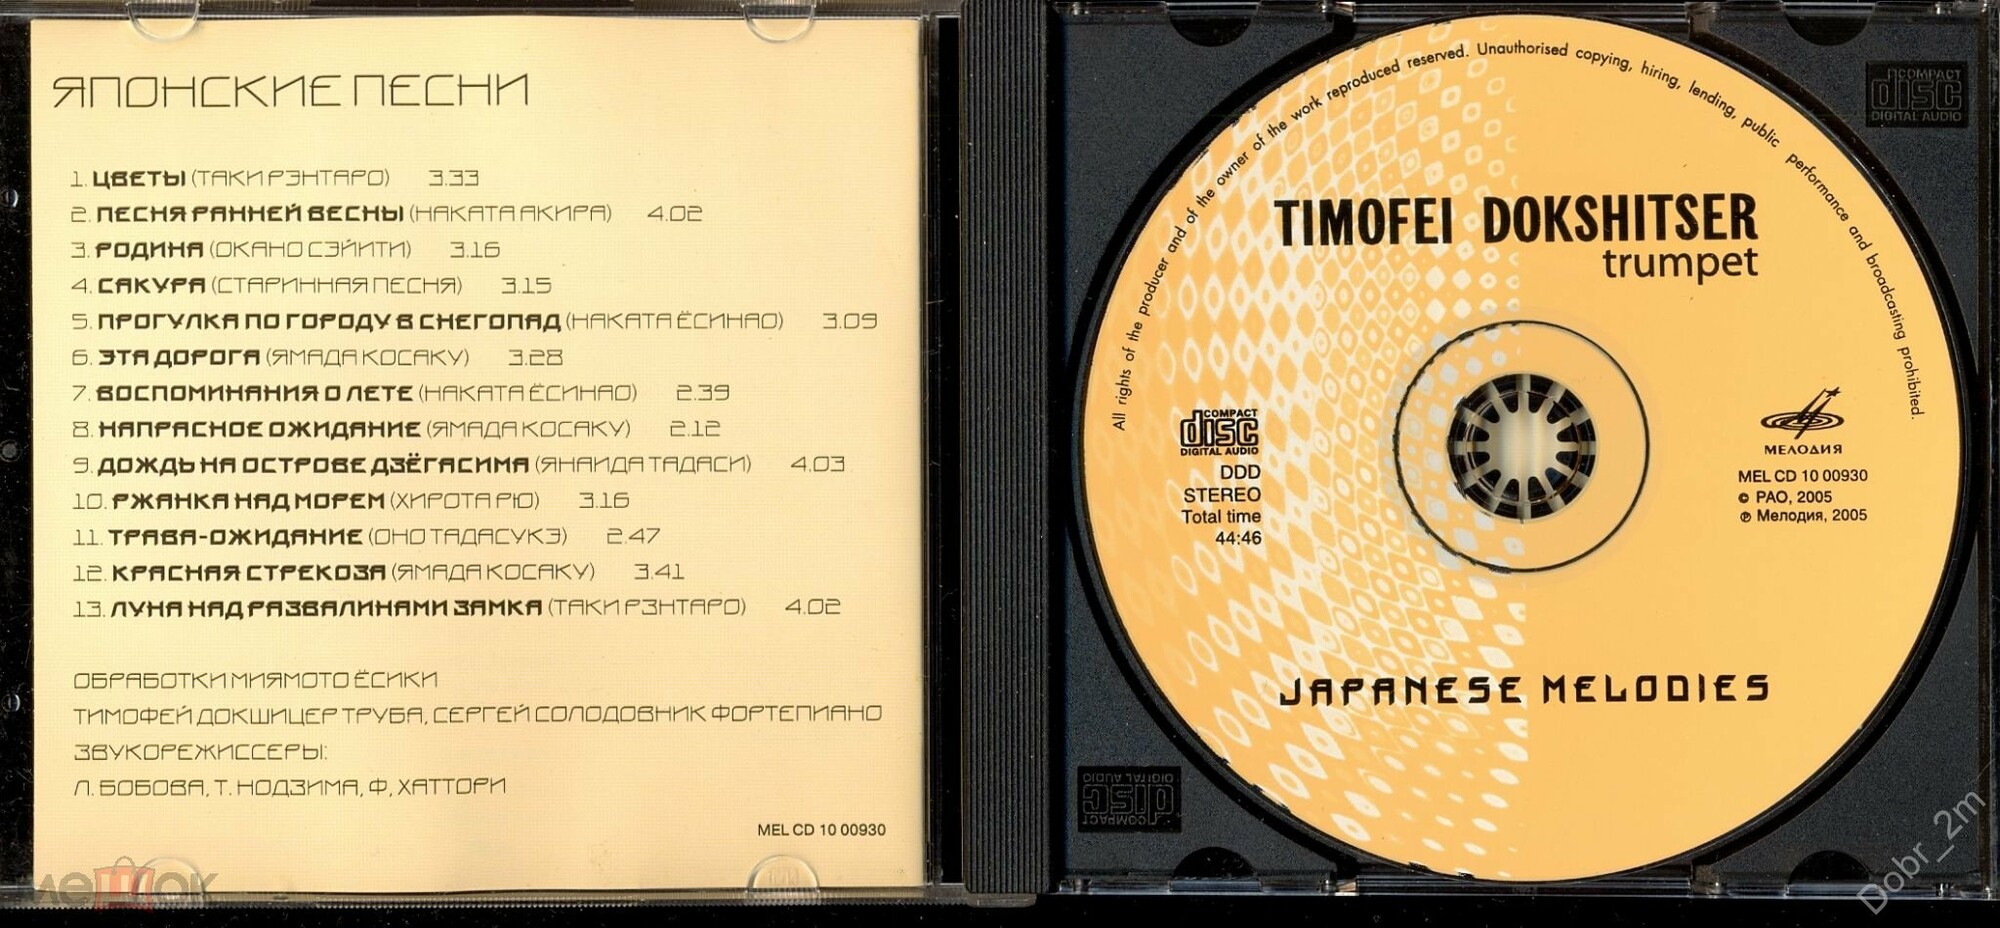 ЯПОНСКИЕ ПЕСНИ
1. ЦВЕТЫ (ТАКИ РЭНТАРО) 3.33
2. ПЕСНЯ РАННЕЙ ВЕСНЫ (НАКАТА АКИРА) 4.02
3. РОДИНА (ОКАНО СЭЙИТИ) 3.16
4. САКУРА (СТАРИННАЯ ПЕСНЯ) 3.15
5. ПРОГУЛКА ПО ГОРОДУ В СНЕГОПАД (НАКАТА ЁСИНАО) 3.09
6. ЭТА ДОРОГА (ЯМАДА КОСАКУ) 3.28
7. ВОСПОМИНАНИЯ О ЛЕТЕ (НАКАТА ЁСИНАО) 2.39
8. НАПРАСНОЕ ОЖИДАНИЕ (ЯМАДА КОСАКУ) 2.12
9. ДОЖДЬ НА ОСТРОВЕ ДЗЁГАСИМА (ЯНАИДА ТАДАСИ) 4.03
10. РЖАНКА НАД МОРЕМ (ХИРОТА РЮ) 3.16
11. ТРАВА-ОЖИДАНИЕ (ОНО ТАДАСУКЭ) 2.47
12. КРАСНАЯ СТРЕКОЗА (ЯМАДА КОСАКУ) 3.41
13. ЛУНА НАД РАЗВАЛИНАМИ ЗАМКА (ТАКИ РЗНТАРО) 4.02
ОБРАБОТКИ МИЯМОТО ЁСИКИ
ТИМОФЕЙ ДОКШИЦЕР ТРУБА, СЕРГЕЙ СОЛОДОВНИК ФОРТЕПИАНО
ЗВУКОРЕЖИССЕРЫ:
Л. БОБОВА, Т. НОДЗИМА, Ф, ХАТТОРИ
MEL CD 10 00930
мешок
All rights of the producer and of the owner of the work reproduced reserved. Unauthorised copying, hiring, lending, public performance and broadcasting prohibited.
TIMOFEI DOKSHITSER
trumpet
COMPACT
disc
DIGITAL AUDIO
DDD
STEREO
Total time
44:46
МЕЛОДИЯ
MEL CD 10 00930
© РАО, 2005
℗ Мелодия, 2005
JAPANESE MELODIES
COMPACT
disc
DIGITAL AUDIO
COMPACT
disc
DIGITAL AUDIO
Dobr_2m